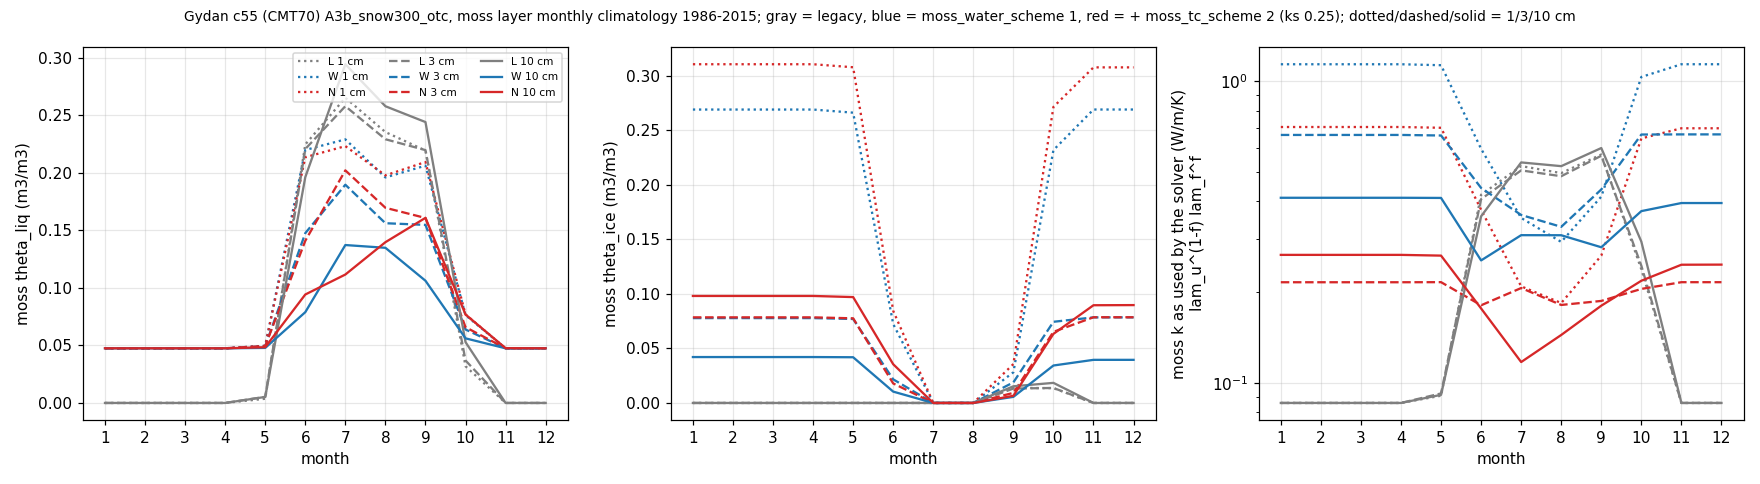 Gydan c55 (CMT70) A3b_snow300_otc, moss layer monthly climatology 1986-2015; gray = legacy, blue = moss_water_scheme 1, red = + moss_tc_scheme 2 (ks 0.25); dotted/dashed/solid = 1/3/10 cm
moss theta_liq (m3/m3)
0.30
0.25
0.20
0.15
0.10
0.05
0.00
L 1 cm L 3 cm L 10 cm
W 1 cm W 3 cm W 10 cm
N 1 cm N 3 cm N 10 cm
1 2 3 4 5 6 7 8 9 10 11 12
month
moss theta_ice (m3/m3)
0.30
0.25
0.20
0.15
0.10
0.05
0.00
1 2 3 4 5 6 7 8 9 10 11 12
month
moss k as used by the solver (W/m/K)
lam_u^(1-f) lam_f^f
10⁰
10⁻¹
1 2 3 4 5 6 7 8 9 10 11 12
month